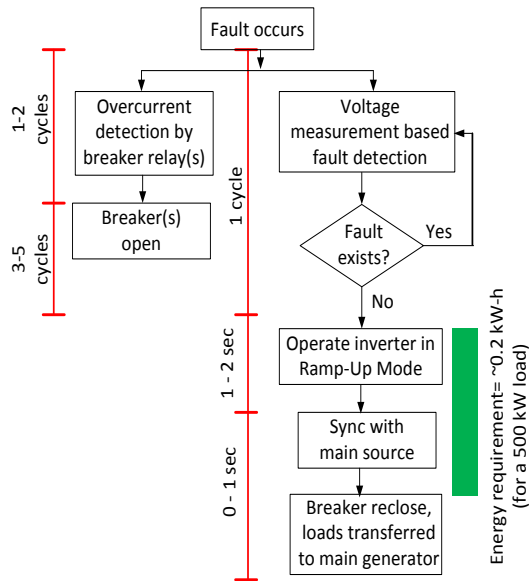 Fault occurs
1-2
cycles
Overcurrent
detection by
breaker relay(s)
Voltage
measurement based
fault detection
1 cycle
3-5
cycles
Breaker(s)
open
Fault
exists?
Yes
No
1 - 2 sec
Operate inverter in
Ramp-Up Mode
Sync with
main source
0 - 1 sec
Breaker reclose,
loads transferred
to main generator
Energy requirement= ~0.2 kW-h
(for a 500 kW load)